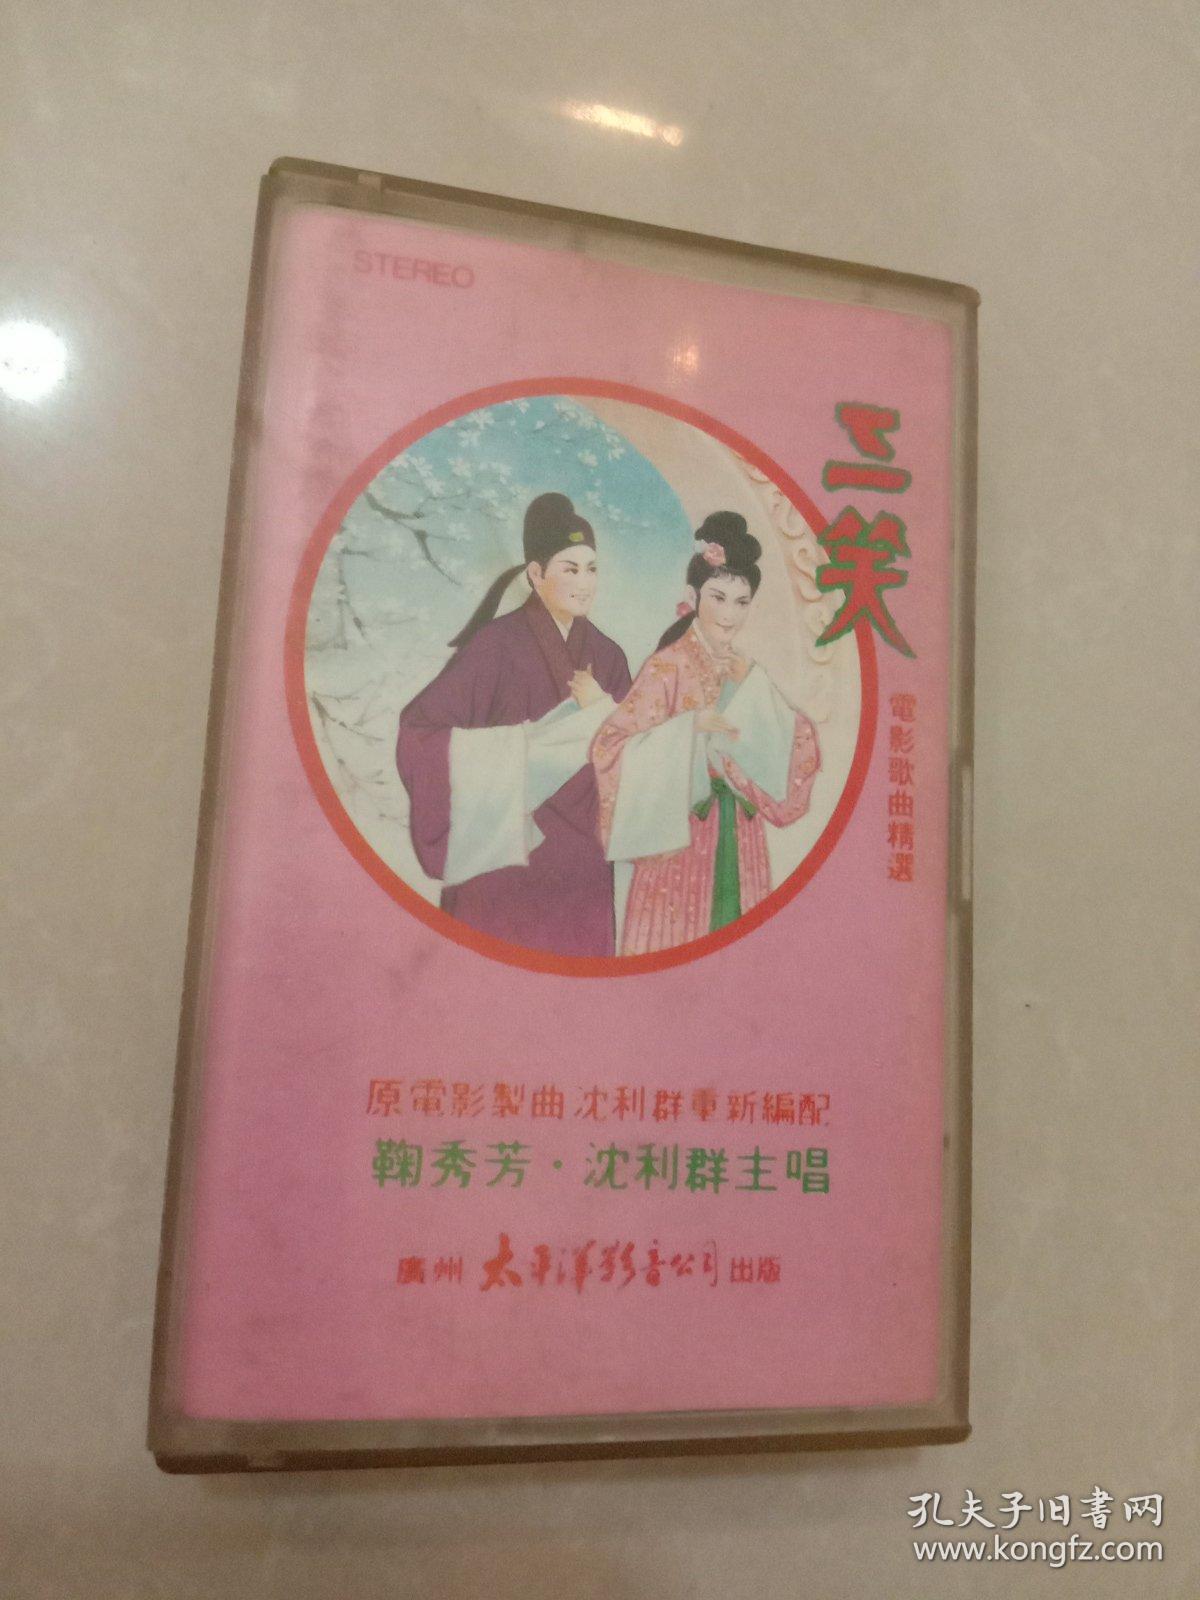 STEREO
三笑
電影歌曲精選
原電影製曲沈利群重新編配
鞠秀芳·沈利群主唱
廣州太平洋影音公司出版
孔夫子旧书网
www.kongfz.com